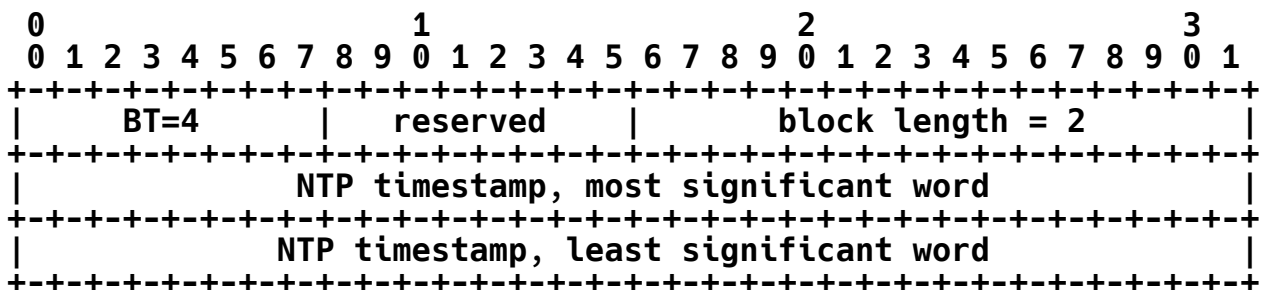 0                   1                   2                   3
 0 1 2 3 4 5 6 7 8 9 0 1 2 3 4 5 6 7 8 9 0 1 2 3 4 5 6 7 8 9 0 1
+-+-+-+-+-+-+-+-+-+-+-+-+-+-+-+-+-+-+-+-+-+-+-+-+-+-+-+-+-+-+-+-+
|     BT=4      |   reserved    |       block length = 2        |
+-+-+-+-+-+-+-+-+-+-+-+-+-+-+-+-+-+-+-+-+-+-+-+-+-+-+-+-+-+-+-+-+
|              NTP timestamp, most significant word             |
+-+-+-+-+-+-+-+-+-+-+-+-+-+-+-+-+-+-+-+-+-+-+-+-+-+-+-+-+-+-+-+-+
|             NTP timestamp, least significant word             |
+-+-+-+-+-+-+-+-+-+-+-+-+-+-+-+-+-+-+-+-+-+-+-+-+-+-+-+-+-+-+-+-+